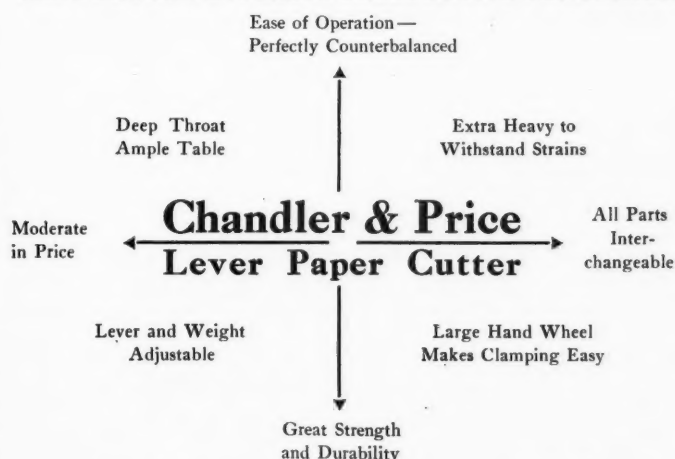 Ease of Operation—
Perfectly Counterbalanced
Deep Throat
Ample Table
Extra Heavy to
Withstand Strains
Moderate
in Price
Chandler & Price
Lever Paper Cutter
All Parts
Inter-
changeable
Lever and Weight
Adjustable
Large Hand Wheel
Makes Clamping Easy
Great Strength
and Durability